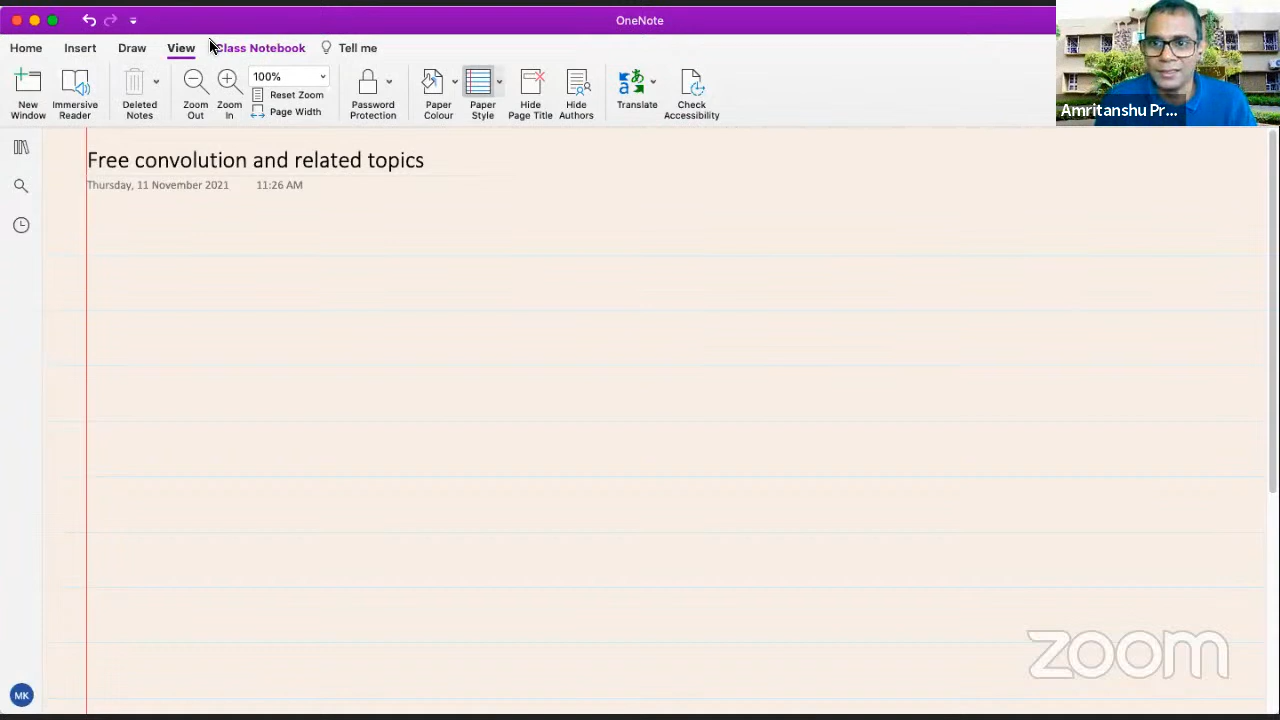 OneNote
Home Insert Draw View Class Notebook Tell me
New Window
Immersive Reader
Deleted Notes
Zoom Out
Zoom In
100%
Reset Zoom
Page Width
Password Protection
Paper Colour
Paper Style
Hide Page Title
Hide Authors
Translate
Check Accessibility
Amritanshu Pr...
Free convolution and related topics
Thursday, 11 November 2021 11:26 AM
zoom
MK